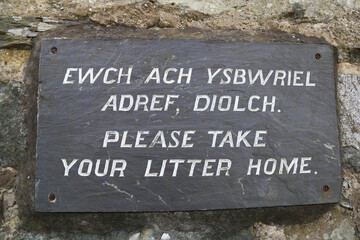 EWCH ACH YSBWRIEL
ADREF, DIOLCH.
PLEASE TAKE
YOUR LITTER HOME.